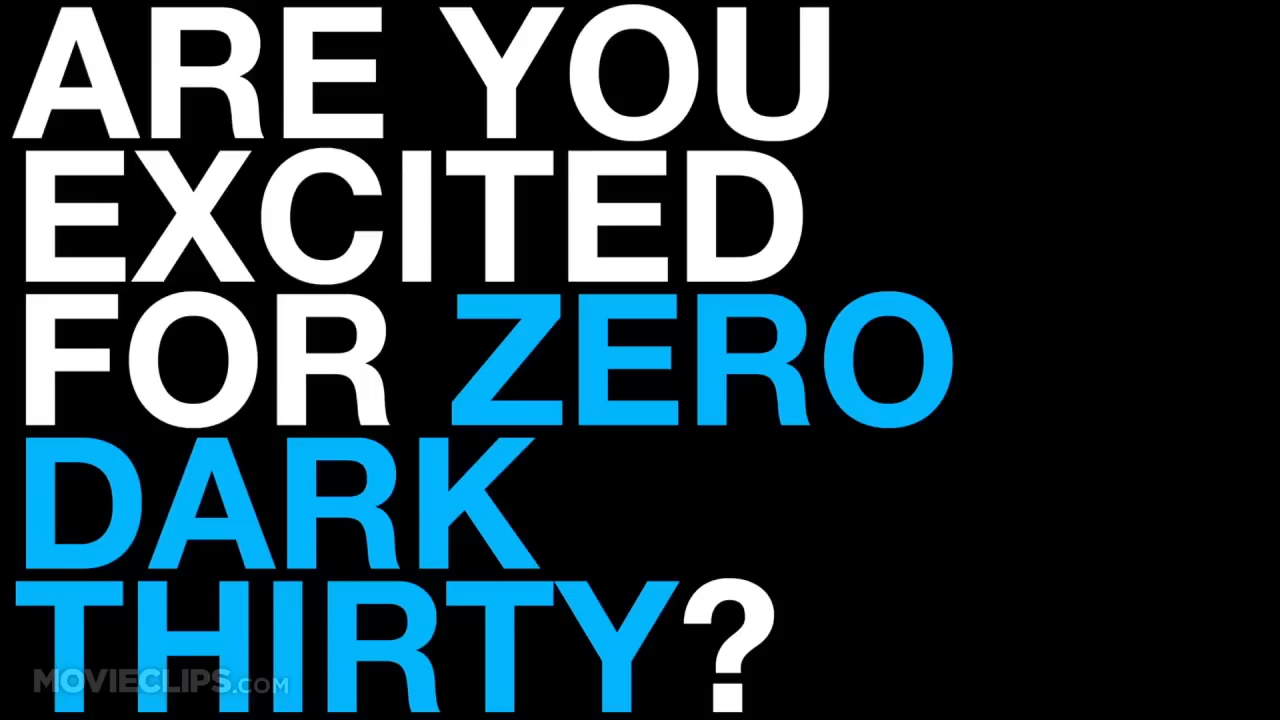 ARE YOU
EXCITED
FOR ZERO
DARK
THIRTY?
MOVIECLIPS.COM